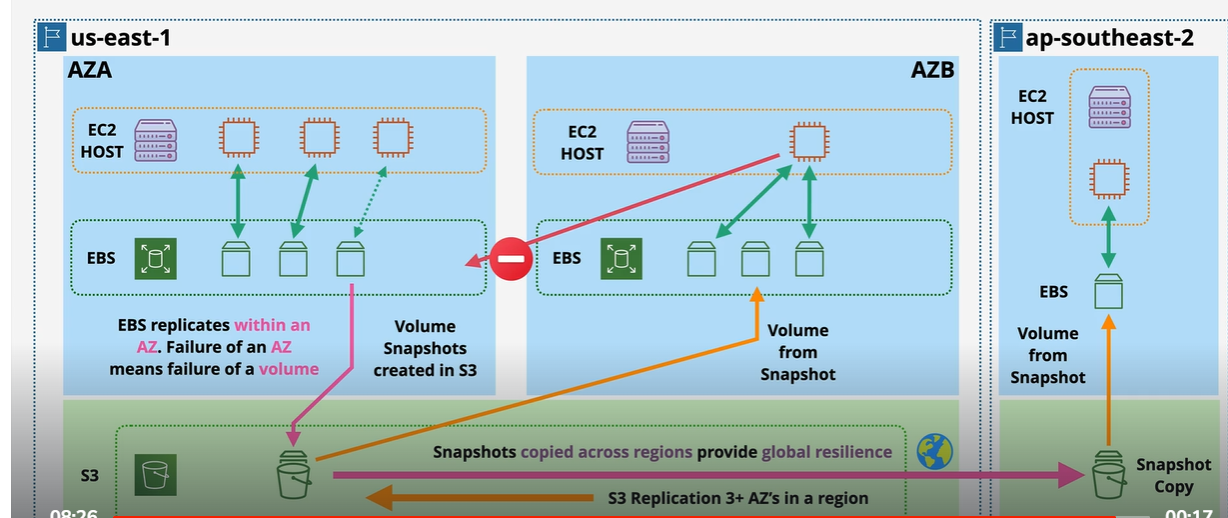 us-east-1
AZA
EC2
HOST
EBS
EBS replicates within an
AZ. Failure of an AZ
means failure of a volume
Volume
Snapshots
created in S3
AZB
EC2
HOST
EBS
Volume
from
Snapshot
S3
Snapshots copied across regions provide global resilience
S3 Replication 3+ AZ's in a region
ap-southeast-2
EC2
HOST
EBS
Volume
from
Snapshot
Snapshot
Copy
08:26
00:17